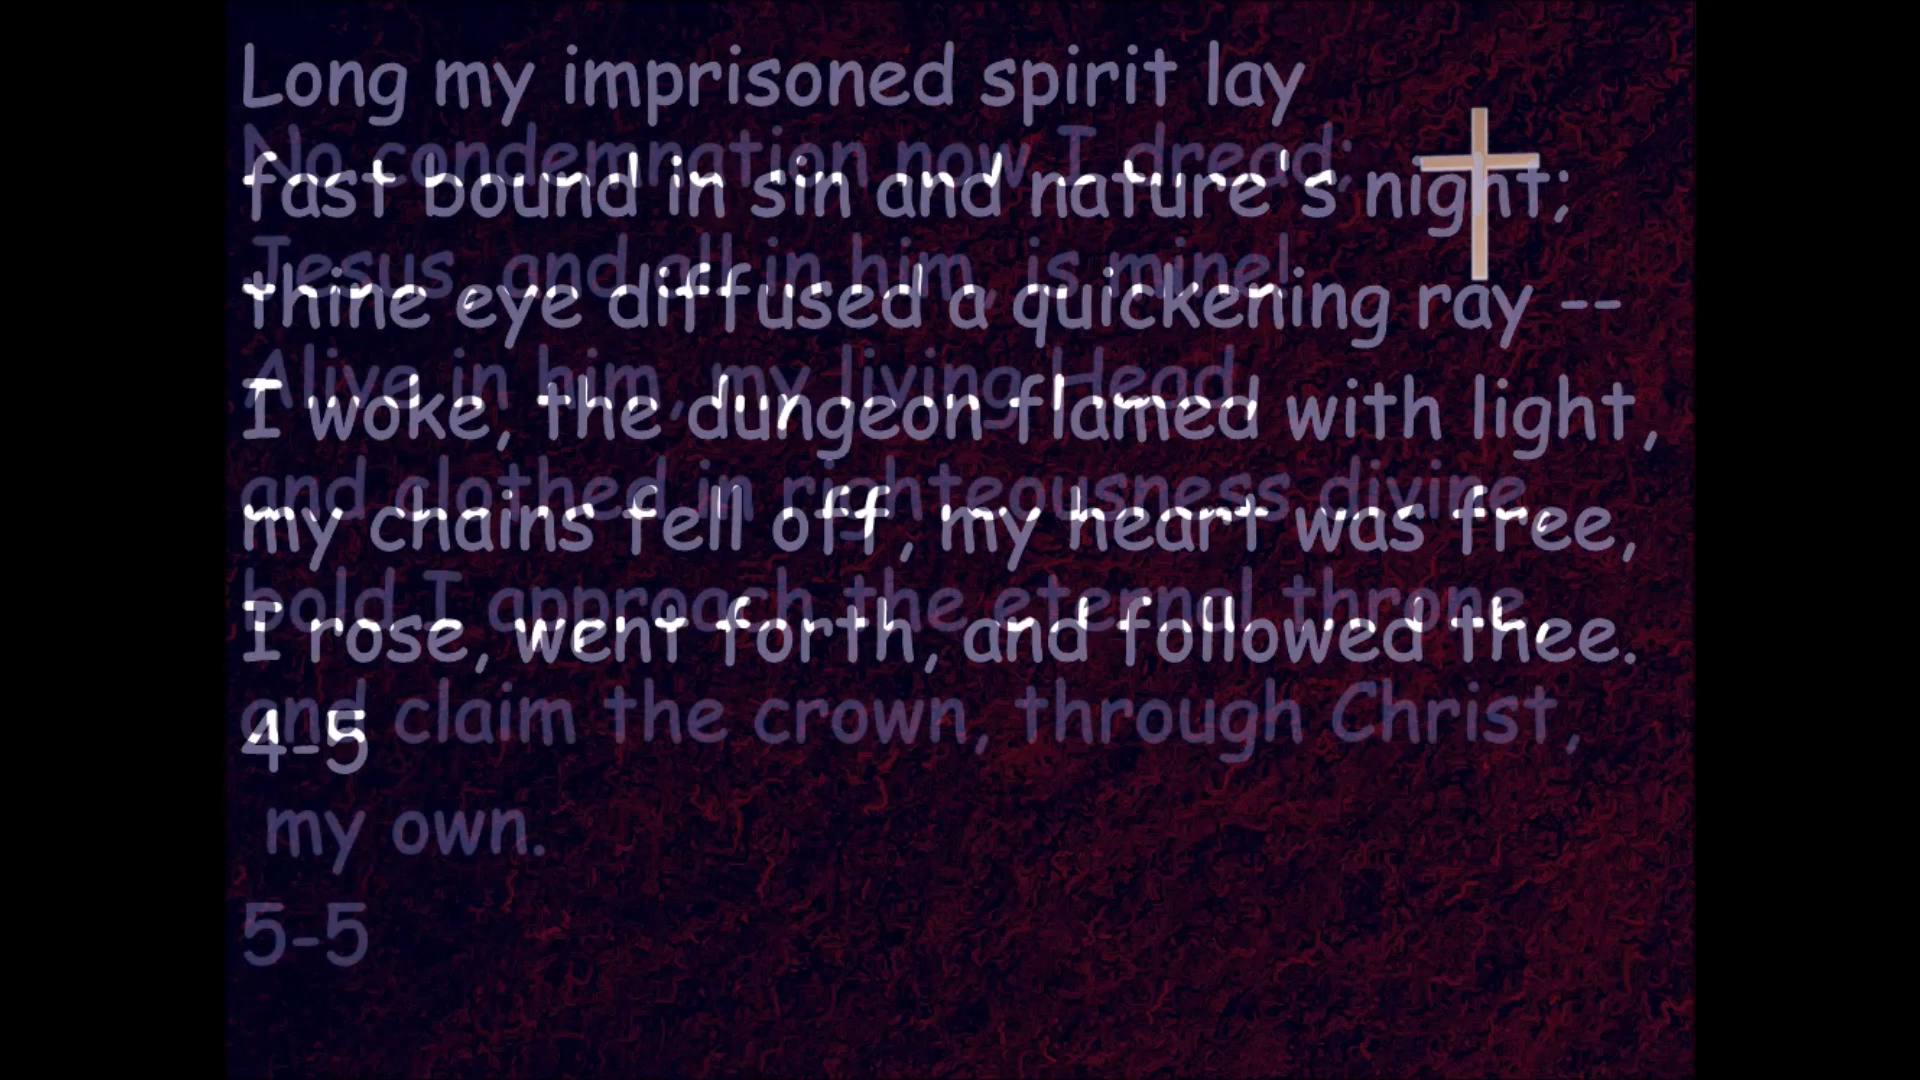 Long my imprisoned spirit lay
fast bound in sin and nature's night;
thine eye diffused a quickening ray --
I woke, the dungeon flamed with light,
my chains fell off, my heart was free,
I rose, went forth, and followed thee.
4-5
No condemnation now I dread;
Jesus, and all in him, is mine!
Alive in him, my living Head,
and clothed in righteousness divine,
bold I approach the eternal throne,
and claim the crown, through Christ,
my own.
5-5